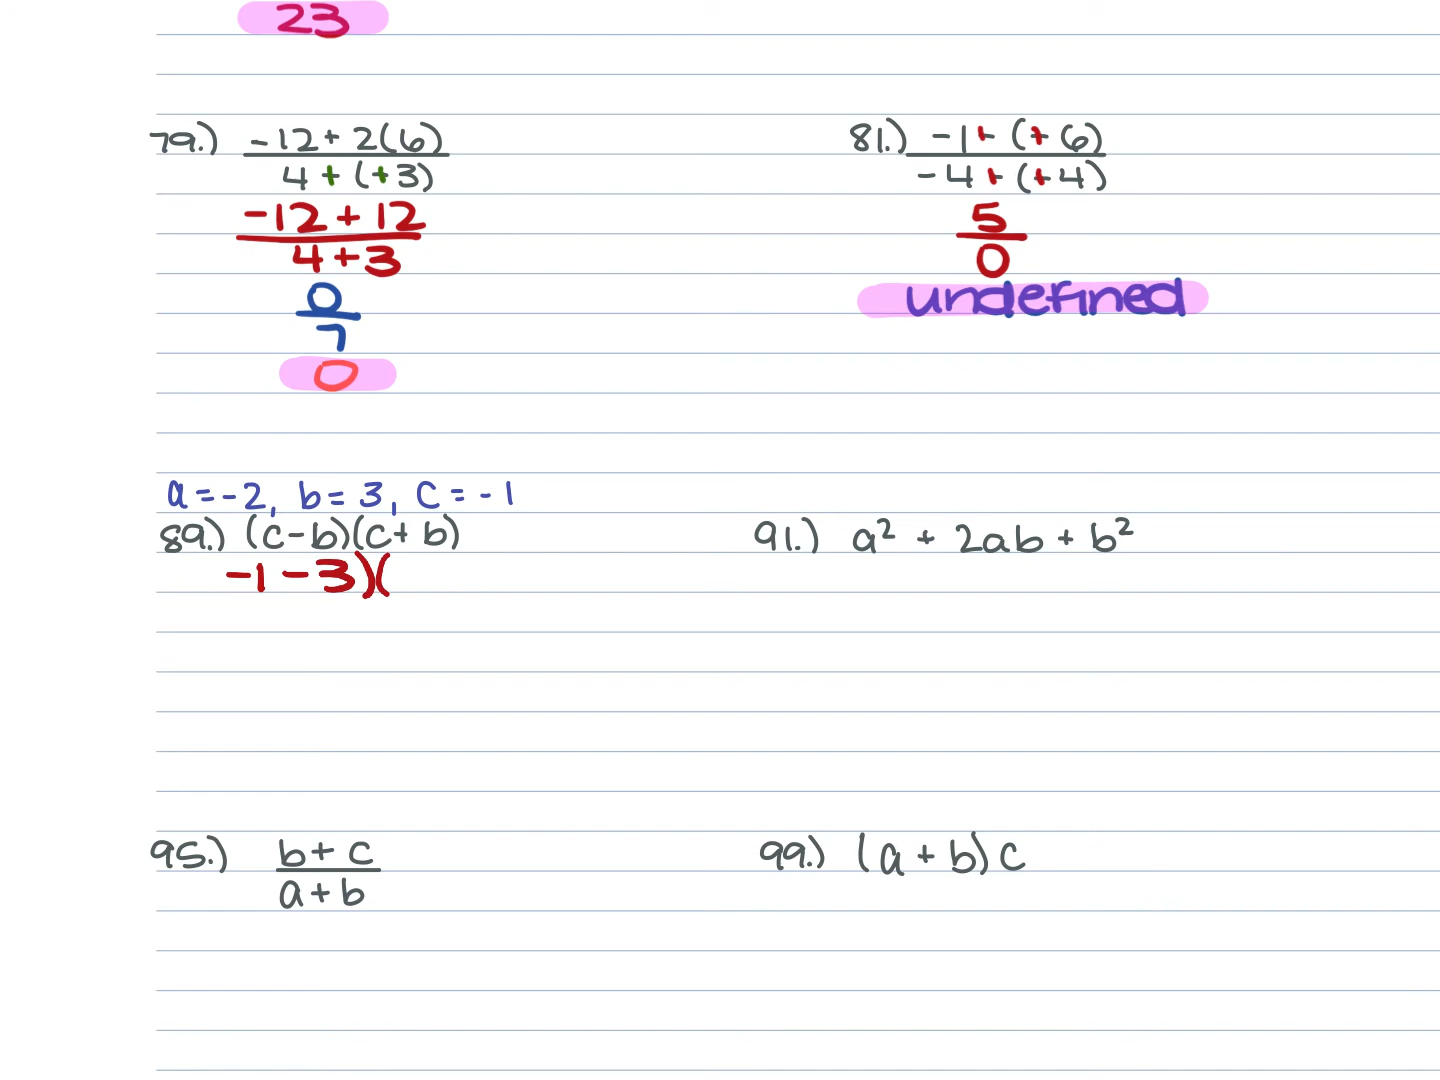 23
79.) -12 + 2(6)
4 + (+3)
-12 + 12
4 + 3
0
7
0
81.) -1 + (+6)
-4 + (+4)
5
0
undefined
a = -2, b = 3, c = -1
89.) (c - b)(c + b)
-1 - 3)(
91.) a² + 2ab + b²
95.) b + c
a + b
99.) (a + b) c